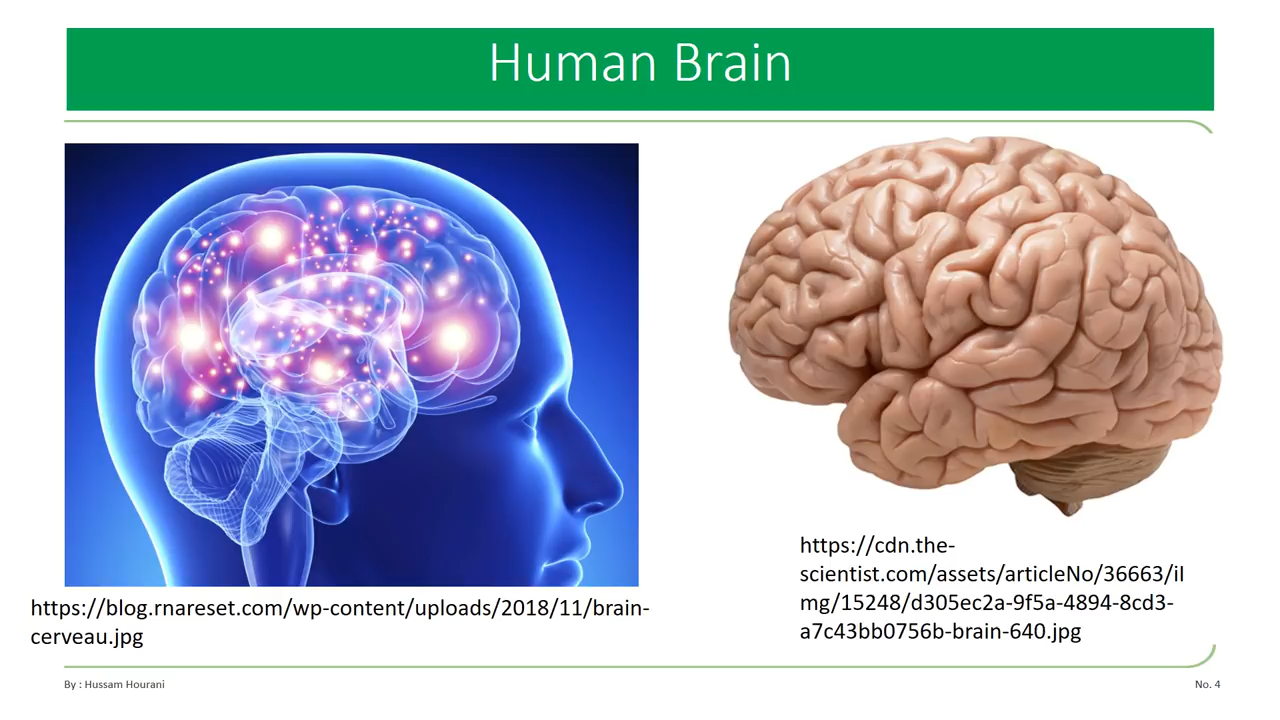 Human Brain
https://blog.rnareset.com/wp-content/uploads/2018/11/brain-
cerveau.jpg
https://cdn.the-
scientist.com/assets/articleNo/36663/iI
mg/15248/d305ec2a-9f5a-4894-8cd3-
a7c43bb0756b-brain-640.jpg
By : Hussam Hourani
No. 4